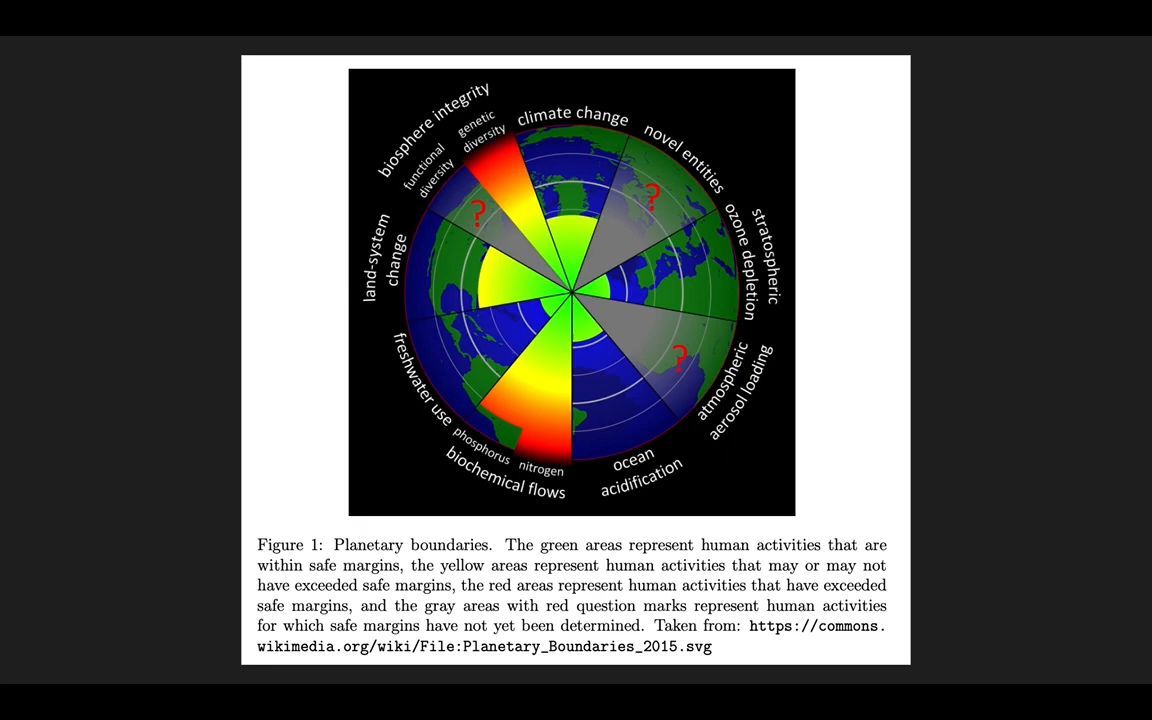 biosphere integrity
genetic
diversity
functional
diversity
climate change
novel entities
stratospheric
ozone depletion
?
?
land-system
change
?
atmospheric
aerosol loading
freshwater use
phosphorus
nitrogen
biochemical flows
ocean
acidification
Figure 1: Planetary boundaries. The green areas represent human activities that are
within safe margins, the yellow areas represent human activities that may or may not
have exceeded safe margins, the red areas represent human activities that have exceeded
safe margins, and the gray areas with red question marks represent human activities
for which safe margins have not yet been determined. Taken from: https://commons.
wikimedia.org/wiki/File:Planetary_Boundaries_2015.svg